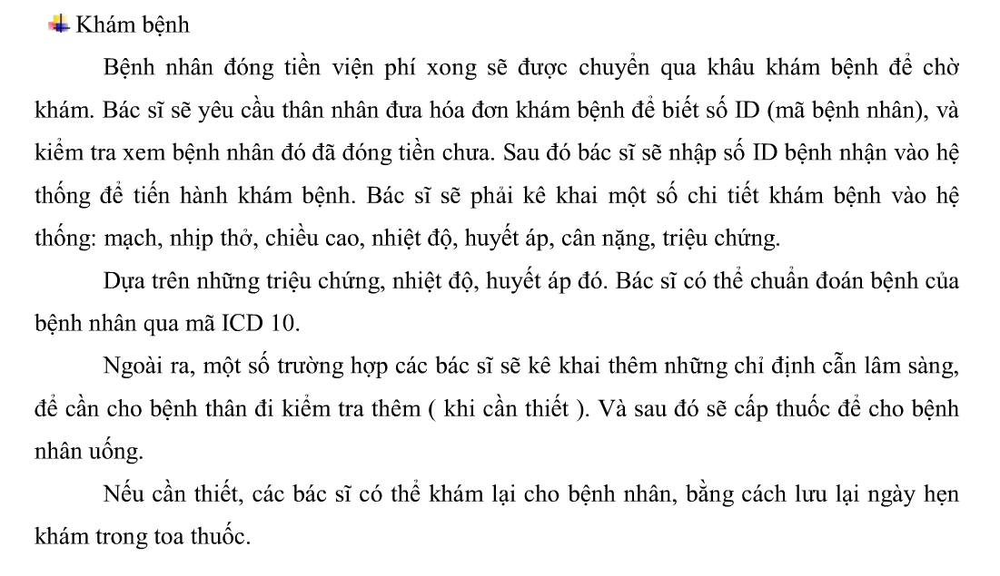 Khám bệnh
Bệnh nhân đóng tiền viện phí xong sẽ được chuyển qua khâu khám bệnh để chờ
khám. Bác sĩ sẽ yêu cầu thân nhân đưa hóa đơn khám bệnh để biết số ID (mã bệnh nhân), và
kiểm tra xem bệnh nhân đó đã đóng tiền chưa. Sau đó bác sĩ sẽ nhập số ID bệnh nhận vào hệ
thống để tiến hành khám bệnh. Bác sĩ sẽ phải kê khai một số chi tiết khám bệnh vào hệ
thống: mạch, nhịp thở, chiều cao, nhiệt độ, huyết áp, cân nặng, triệu chứng.
Dựa trên những triệu chứng, nhiệt độ, huyết áp đó. Bác sĩ có thể chuẩn đoán bệnh của
bệnh nhân qua mã ICD 10.
Ngoài ra, một số trường hợp các bác sĩ sẽ kê khai thêm những chỉ định cẫn lâm sàng,
để cần cho bệnh thân đi kiểm tra thêm ( khi cần thiết ). Và sau đó sẽ cấp thuốc để cho bệnh
nhân uống.
Nếu cần thiết, các bác sĩ có thể khám lại cho bệnh nhân, bằng cách lưu lại ngày hẹn
khám trong toa thuốc.